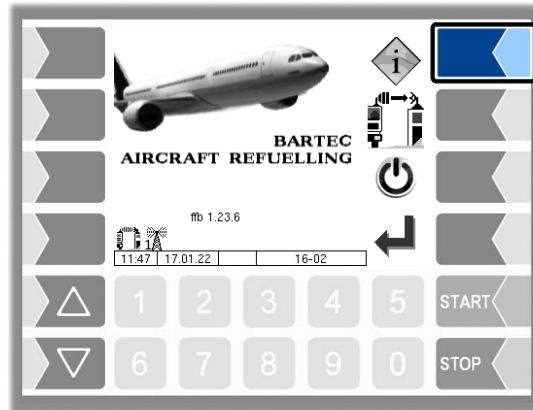 i
BARTEC
AIRCRAFT REFUELLING
ffb 1.23.6
1
11:47 17.01.22 16-02
1 2 3 4 5 START
6 7 8 9 0 STOP